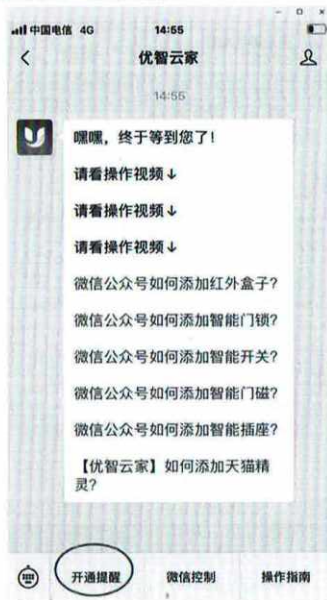 中国电信 4G 14:55
优智云家
14:55
嘿嘿，终于等到您了！
请看操作视频↓
请看操作视频↓
请看操作视频↓
微信公众号如何添加红外盒子？
微信公众号如何添加智能门锁？
微信公众号如何添加智能开关？
微信公众号如何添加智能门磁？
微信公众号如何添加智能插座？
【优智云家】如何添加天猫精
灵？
开通提醒 微信控制 操作指南